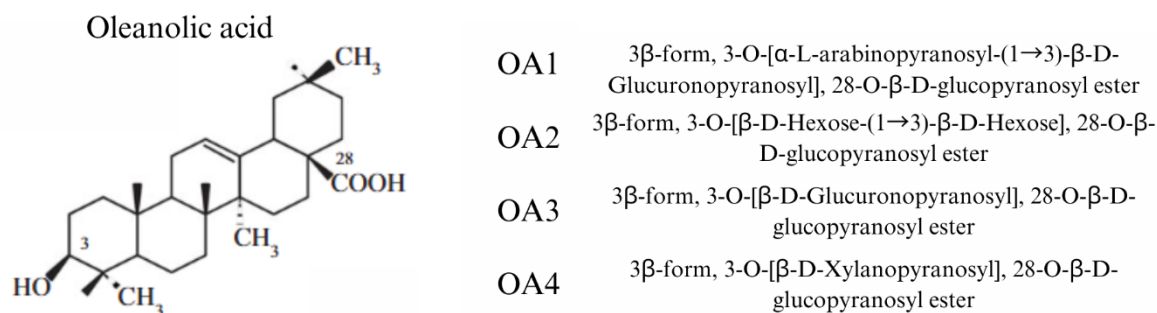 Oleanolic acid
CH₃
28
COOH
3
CH₃
HO
CH₃
OA1
3β-form, 3-O-[α-L-arabinopyranosyl-(1→3)-β-D-
Glucuronopyranosyl], 28-O-β-D-glucopyranosyl ester
OA2
3β-form, 3-O-[β-D-Hexose-(1→3)-β-D-Hexose], 28-O-β-
D-glucopyranosyl ester
OA3
3β-form, 3-O-[β-D-Glucuronopyranosyl], 28-O-β-D-
glucopyranosyl ester
OA4
3β-form, 3-O-[β-D-Xylanopyranosyl], 28-O-β-D-
glucopyranosyl ester